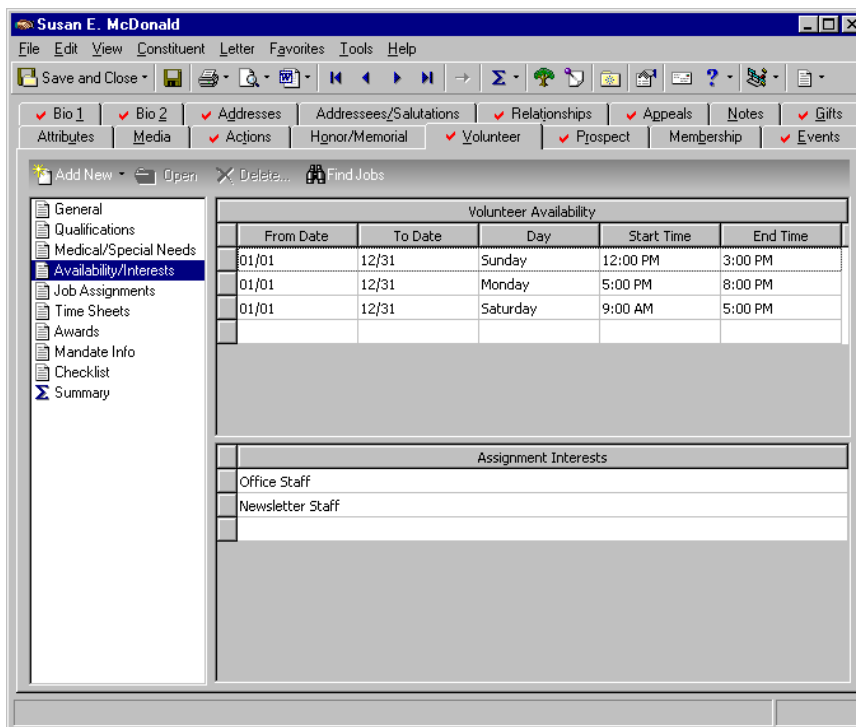 Susan E. McDonald
File Edit View Constituent Letter Favorites Tools Help
Save and Close
Bio 1 Bio 2 Addresses Addressees/Salutations Relationships Appeals Notes Gifts
Attributes Media Actions Honor/Memorial Volunteer Prospect Membership Events
Add New Open Delete... Find Jobs
General
Qualifications
Medical/Special Needs
Availability/Interests
Job Assignments
Time Sheets
Awards
Mandate Info
Checklist
Σ Summary
Volunteer Availability
From Date To Date Day Start Time End Time
01/01 12/31 Sunday 12:00 PM 3:00 PM
01/01 12/31 Monday 5:00 PM 8:00 PM
01/01 12/31 Saturday 9:00 AM 5:00 PM
Assignment Interests
Office Staff
Newsletter Staff